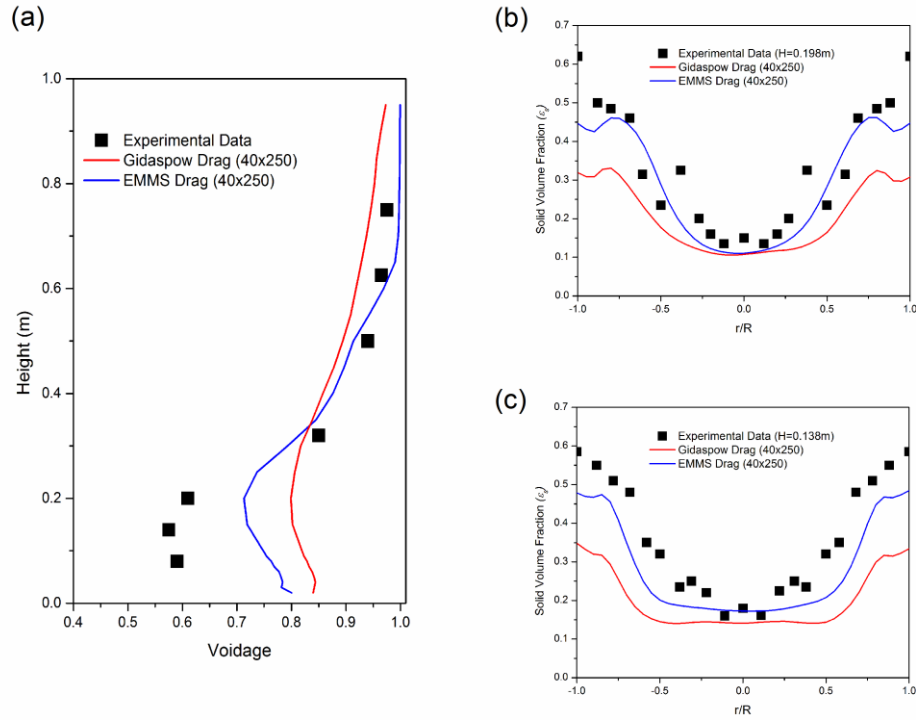 (a)
1.0
0.8
0.6
0.4
0.2
0.0
Height (m)
Experimental Data
Gidaspow Drag (40x250)
EMMS Drag (40x250)
0.4 0.5 0.6 0.7 0.8 0.9 1.0
Voidage
(b)
0.7
0.6
0.5
0.4
0.3
0.2
0.1
0.0
Solid Volume Fraction (εs)
Experimental Data (H=0.198m)
Gidaspow Drag (40x250)
EMMS Drag (40x250)
-1.0 -0.5 0.0 0.5 1.0
r/R
(c)
0.7
0.6
0.5
0.4
0.3
0.2
0.1
0.0
Solid Volume Fraction (εs)
Experimental Data (H=0.138m)
Gidaspow Drag (40x250)
EMMS Drag (40x250)
-1.0 -0.5 0.0 0.5 1.0
r/R